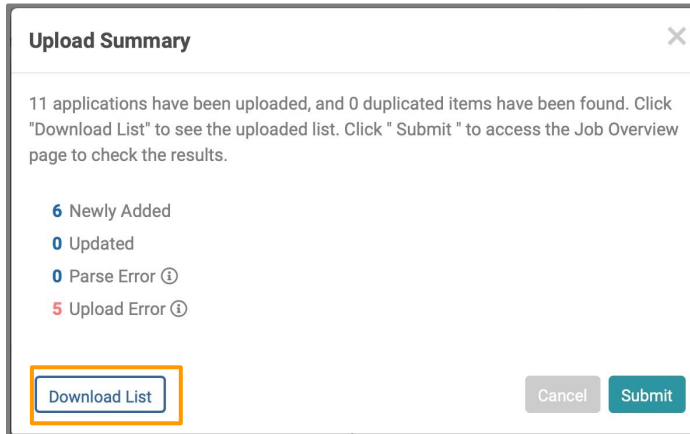 Upload Summary
11 applications have been uploaded, and 0 duplicated items have been found. Click
"Download List" to see the uploaded list. Click " Submit " to access the Job Overview
page to check the results.
6 Newly Added
0 Updated
0 Parse Error
5 Upload Error
Download List
Cancel
Submit